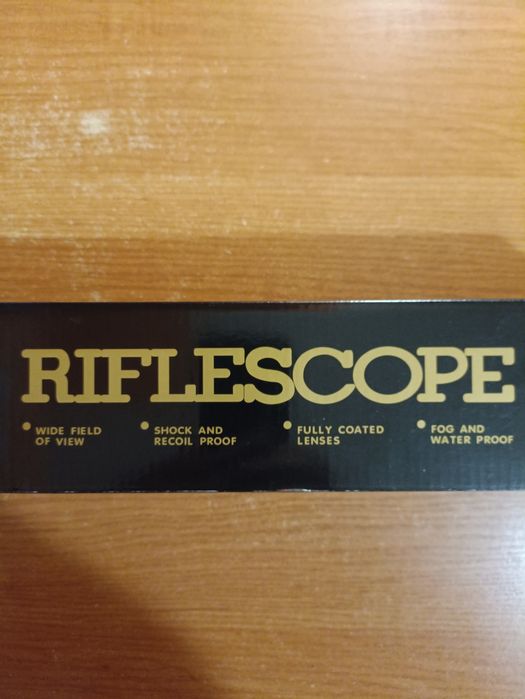 RIFLESCOPE
• WIDE FIELD
OF VIEW
• SHOCK AND
RECOIL PROOF
• FULLY COATED
LENSES
• FOG AND
WATER PROOF